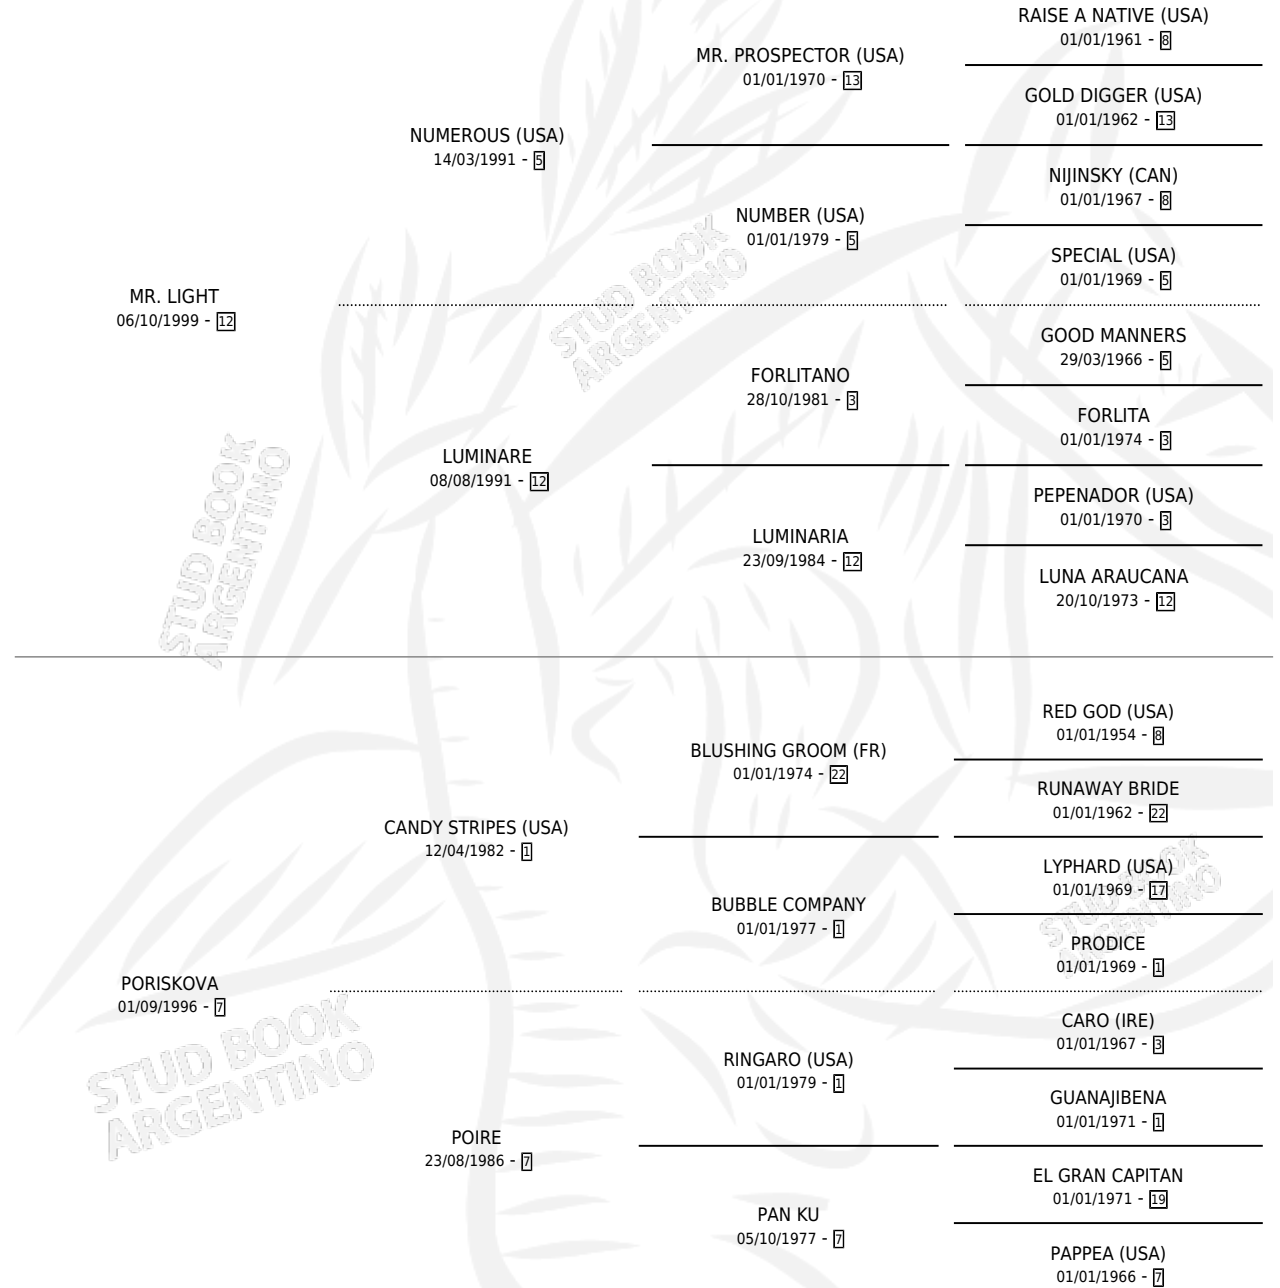 RAISE A NATIVE (USA)
01/01/1961 - 8
MR. PROSPECTOR (USA)
01/01/1970 - 13
GOLD DIGGER (USA)
01/01/1962 - 13
NUMEROUS (USA)
14/03/1991 - 5
NIJINSKY (CAN)
01/01/1967 - 8
NUMBER (USA)
01/01/1979 - 5
SPECIAL (USA)
01/01/1969 - 5
MR. LIGHT
06/10/1999 - 12
GOOD MANNERS
29/03/1966 - 5
FORLITANO
28/10/1981 - 3
FORLITA
01/01/1974 - 3
LUMINARE
08/08/1991 - 12
PEPENADOR (USA)
01/01/1970 - 3
LUMINARIA
23/09/1984 - 12
LUNA ARAUCANA
20/10/1973 - 12
RED GOD (USA)
01/01/1954 - 8
BLUSHING GROOM (FR)
01/01/1974 - 22
RUNAWAY BRIDE
01/01/1962 - 22
CANDY STRIPES (USA)
12/04/1982 - 1
LYPHARD (USA)
01/01/1969 - 17
BUBBLE COMPANY
01/01/1977 - 1
PRODICE
01/01/1969 - 1
PORISKOVA
01/09/1996 - 7
CARO (IRE)
01/01/1967 - 3
RINGARO (USA)
01/01/1979 - 1
GUANAJIBENA
01/01/1971 - 1
POIRE
23/08/1986 - 7
EL GRAN CAPITAN
01/01/1971 - 19
PAN KU
05/10/1977 - 7
PAPPEA (USA)
01/01/1966 - 7
STUD BOOK
ARGENTINO
STUD BOOK
ARGENTINO
STUD BOOK
ARGENTINO
STUD BOOK
ARGENTINO